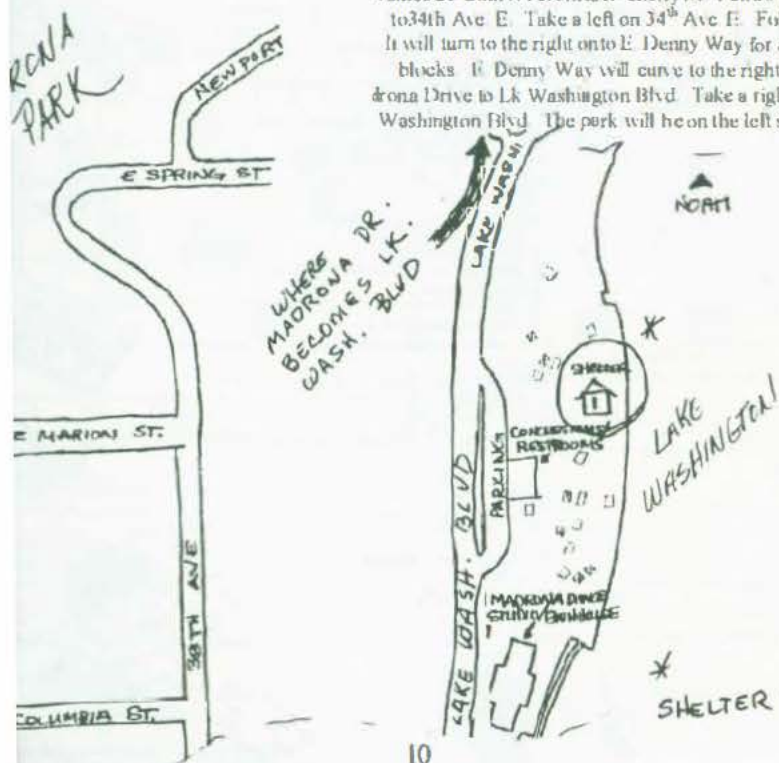 to34th Ave E. Take a left on 34th Ave E. Fo
It will turn to the right onto E Denny Way for
blocks. E Denny Way will curve to the right
drona Drive to Lk Washington Blvd. Take a righ
Washington Blvd. The park will be on the left s
RONA
PARK
NEWPORT
E SPRING ST
WHERE
MADRONA DR.
BECOMES LK.
WASH. BLVD
LAKE WASH
NORTH
SHELTER
1
CONCESSIONS/
RESTROOMS
LAKE
WASHINGTON
E MARION ST.
PARKING
LAKE WASH. BLVD
38TH AVE
MADRONA DANCE
STUDIO/BATHHOUSE
COLUMBIA ST.
SHELTER
10